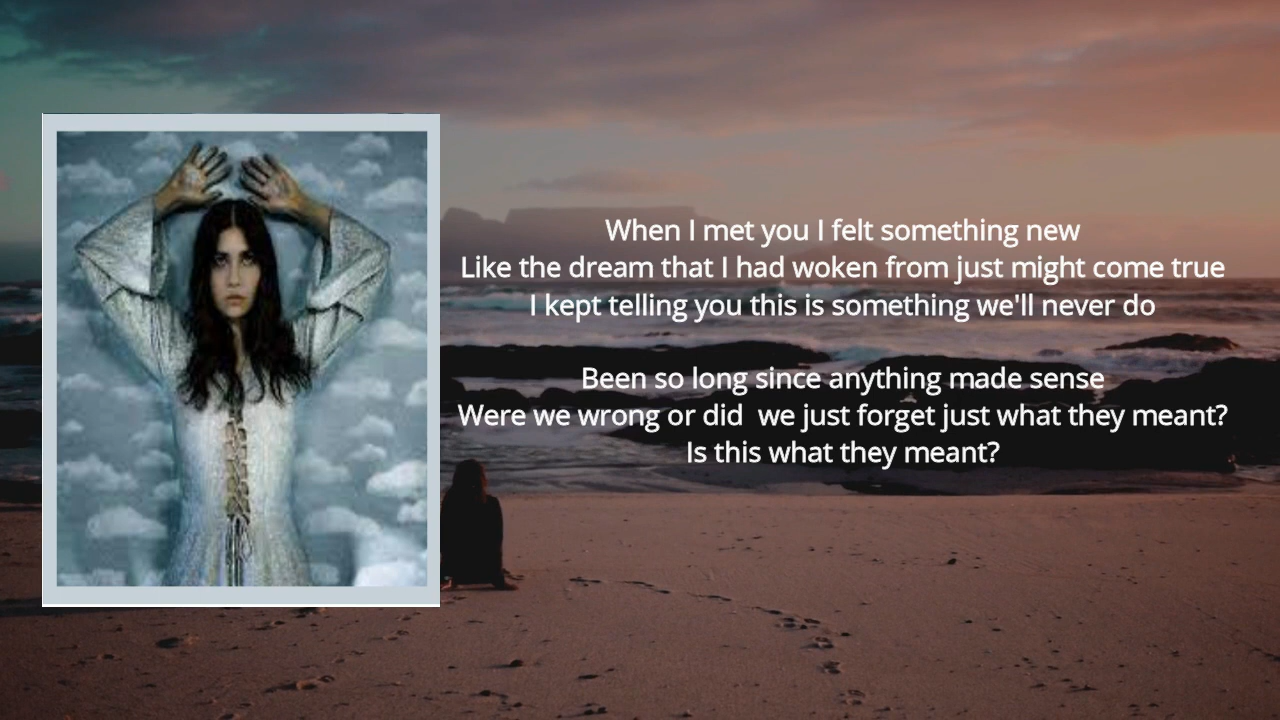 When I met you I felt something new
Like the dream that I had woken from just might come true
I kept telling you this is something we'll never do
Been so long since anything made sense
Were we wrong or did  we just forget just what they meant?
Is this what they meant?